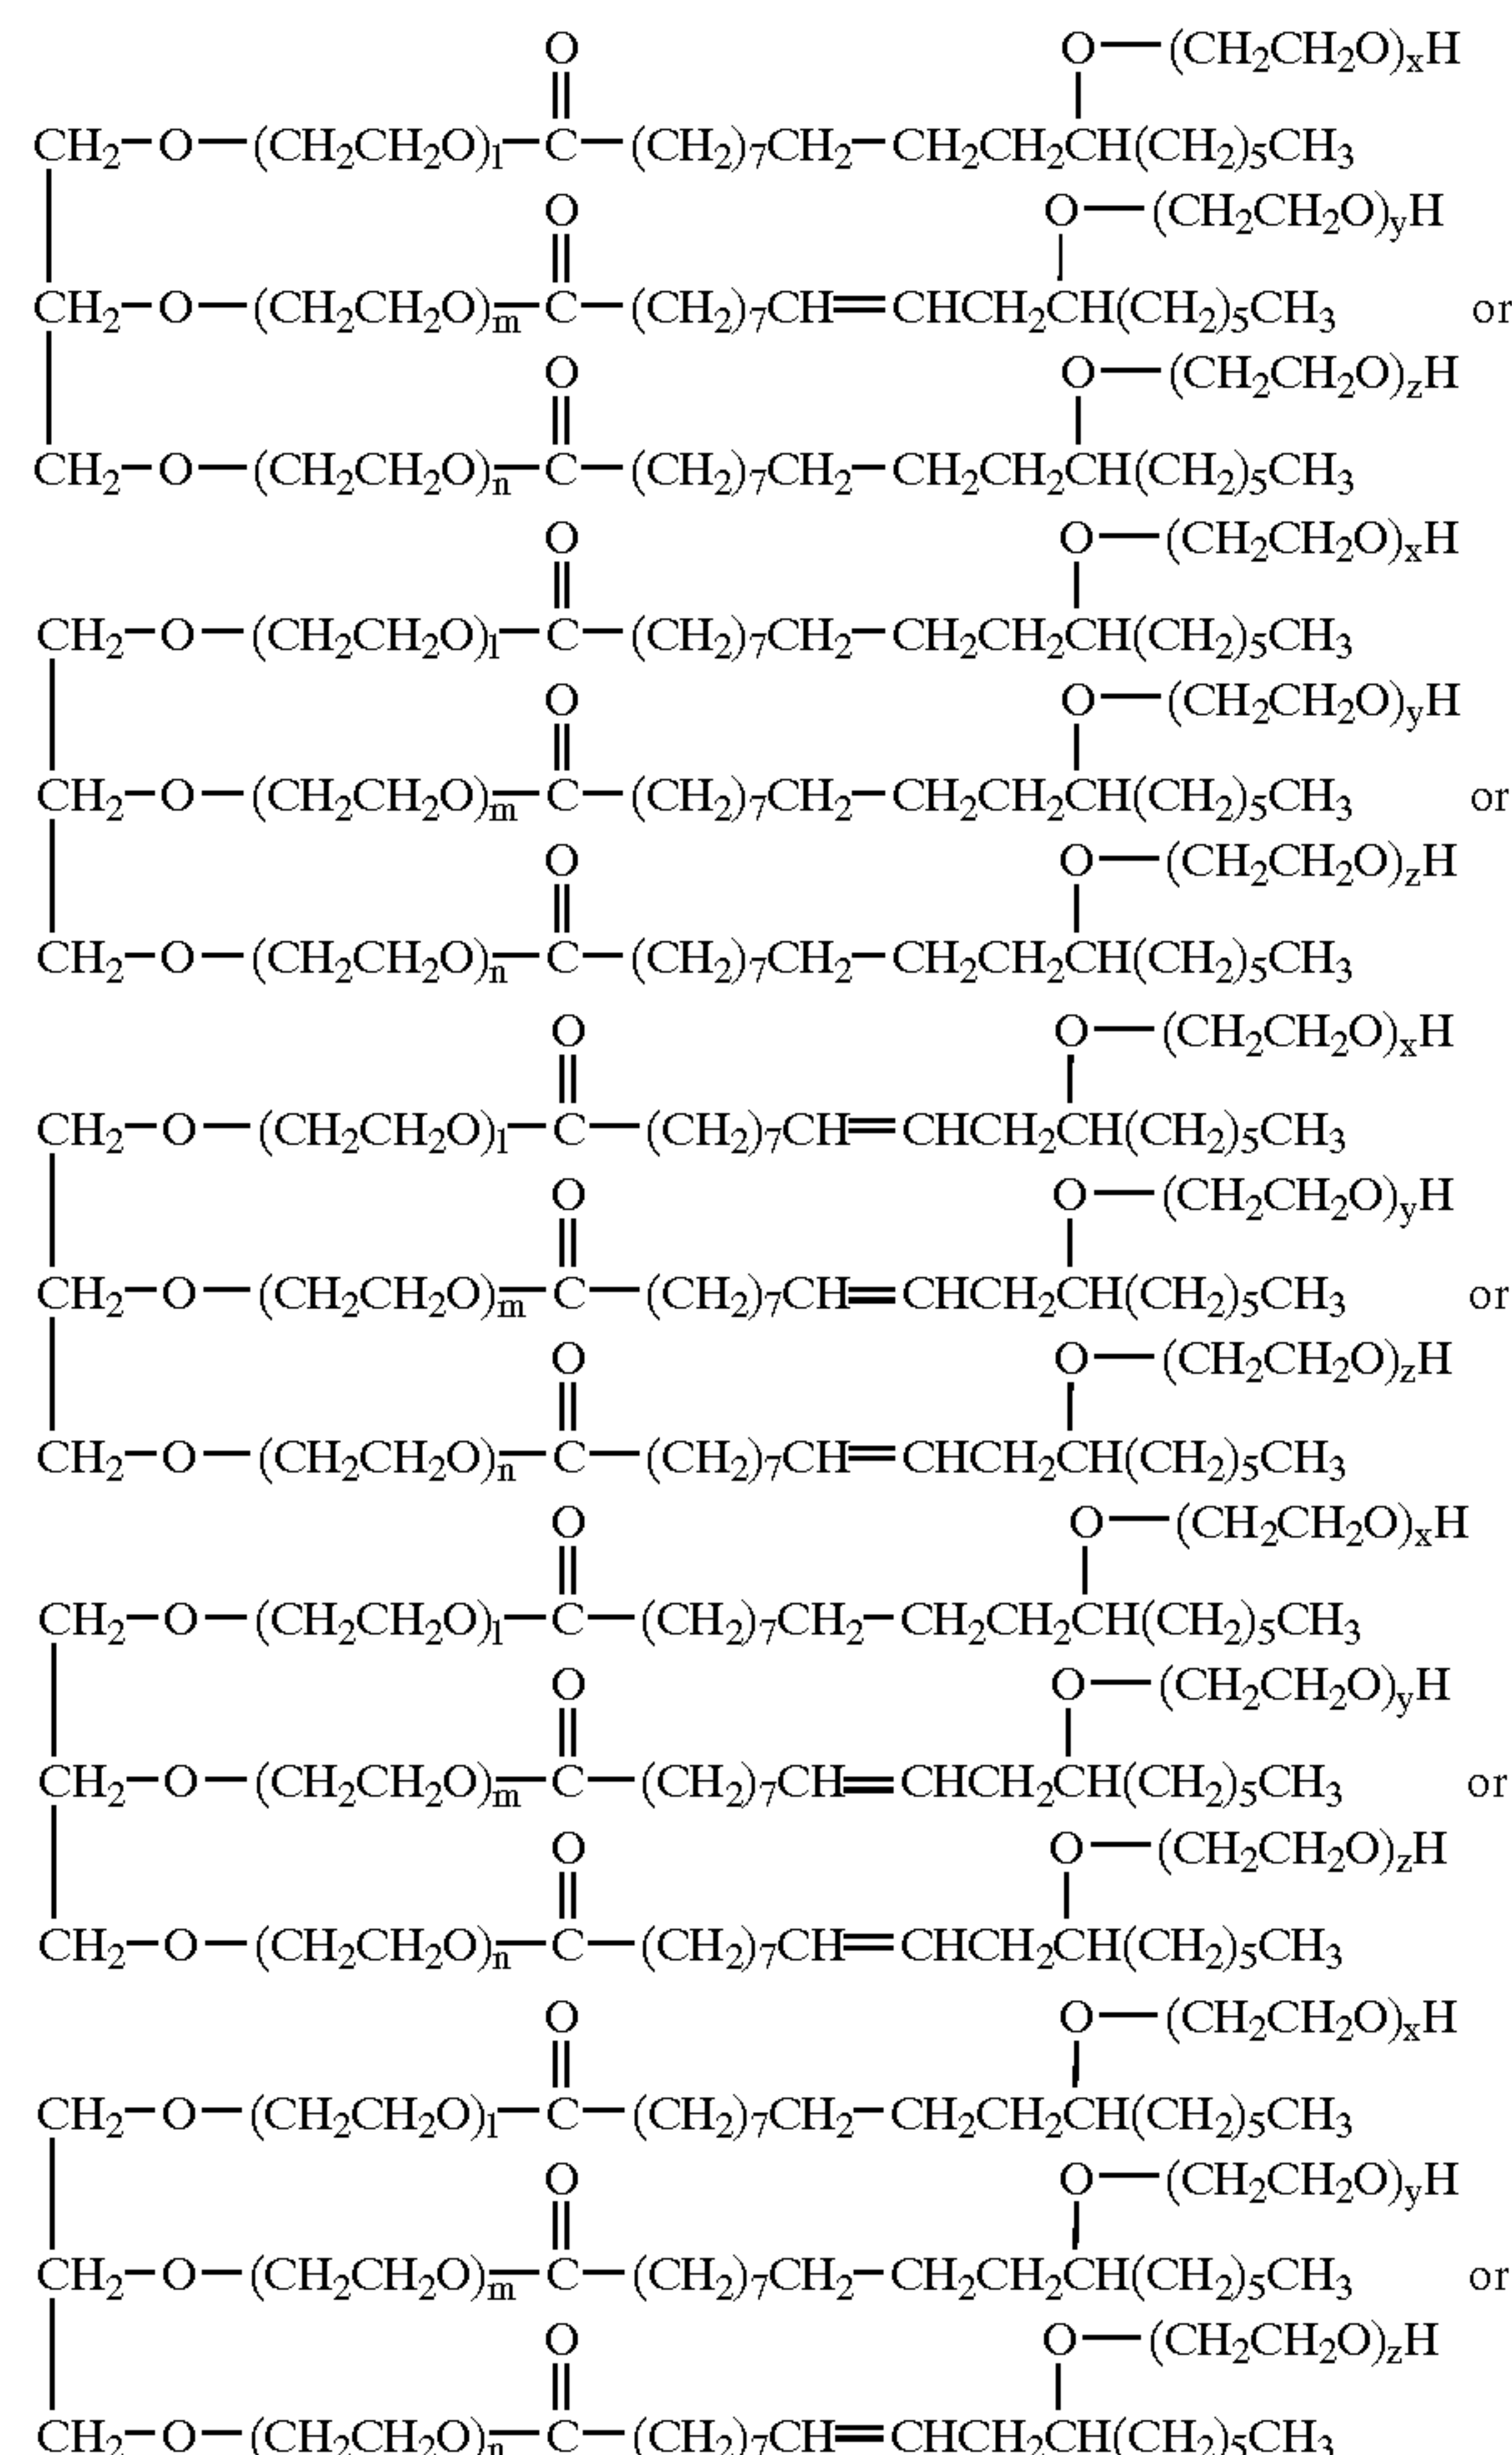 O O—(CH2CH2O)xH
CH2—O—(CH2CH2O)l—C—(CH2)7CH2—CH2CH2CH(CH2)5CH3
O O—(CH2CH2O)yH
CH2—O—(CH2CH2O)m—C—(CH2)7CH=CHCH2CH(CH2)5CH3 or
O O—(CH2CH2O)zH
CH2—O—(CH2CH2O)n—C—(CH2)7CH2—CH2CH2CH(CH2)5CH3
O O—(CH2CH2O)xH
CH2—O—(CH2CH2O)l—C—(CH2)7CH2—CH2CH2CH(CH2)5CH3
O O—(CH2CH2O)yH
CH2—O—(CH2CH2O)m—C—(CH2)7CH2—CH2CH2CH(CH2)5CH3 or
O O—(CH2CH2O)zH
CH2—O—(CH2CH2O)n—C—(CH2)7CH2—CH2CH2CH(CH2)5CH3
O O—(CH2CH2O)xH
CH2—O—(CH2CH2O)l—C—(CH2)7CH=CHCH2CH(CH2)5CH3
O O—(CH2CH2O)yH
CH2—O—(CH2CH2O)m—C—(CH2)7CH=CHCH2CH(CH2)5CH3 or
O O—(CH2CH2O)zH
CH2—O—(CH2CH2O)n—C—(CH2)7CH=CHCH2CH(CH2)5CH3
O O—(CH2CH2O)xH
CH2—O—(CH2CH2O)l—C—(CH2)7CH2—CH2CH2CH(CH2)5CH3
O O—(CH2CH2O)yH
CH2—O—(CH2CH2O)m—C—(CH2)7CH=CHCH2CH(CH2)5CH3 or
O O—(CH2CH2O)zH
CH2—O—(CH2CH2O)n—C—(CH2)7CH=CHCH2CH(CH2)5CH3
O O—(CH2CH2O)xH
CH2—O—(CH2CH2O)l—C—(CH2)7CH2—CH2CH2CH(CH2)5CH3
O O—(CH2CH2O)yH
CH2—O—(CH2CH2O)m—C—(CH2)7CH2—CH2CH2CH(CH2)5CH3 or
O O—(CH2CH2O)zH
CH2—O—(CH2CH2O)n—C—(CH2)7CH=CHCH2CH(CH2)5CH3